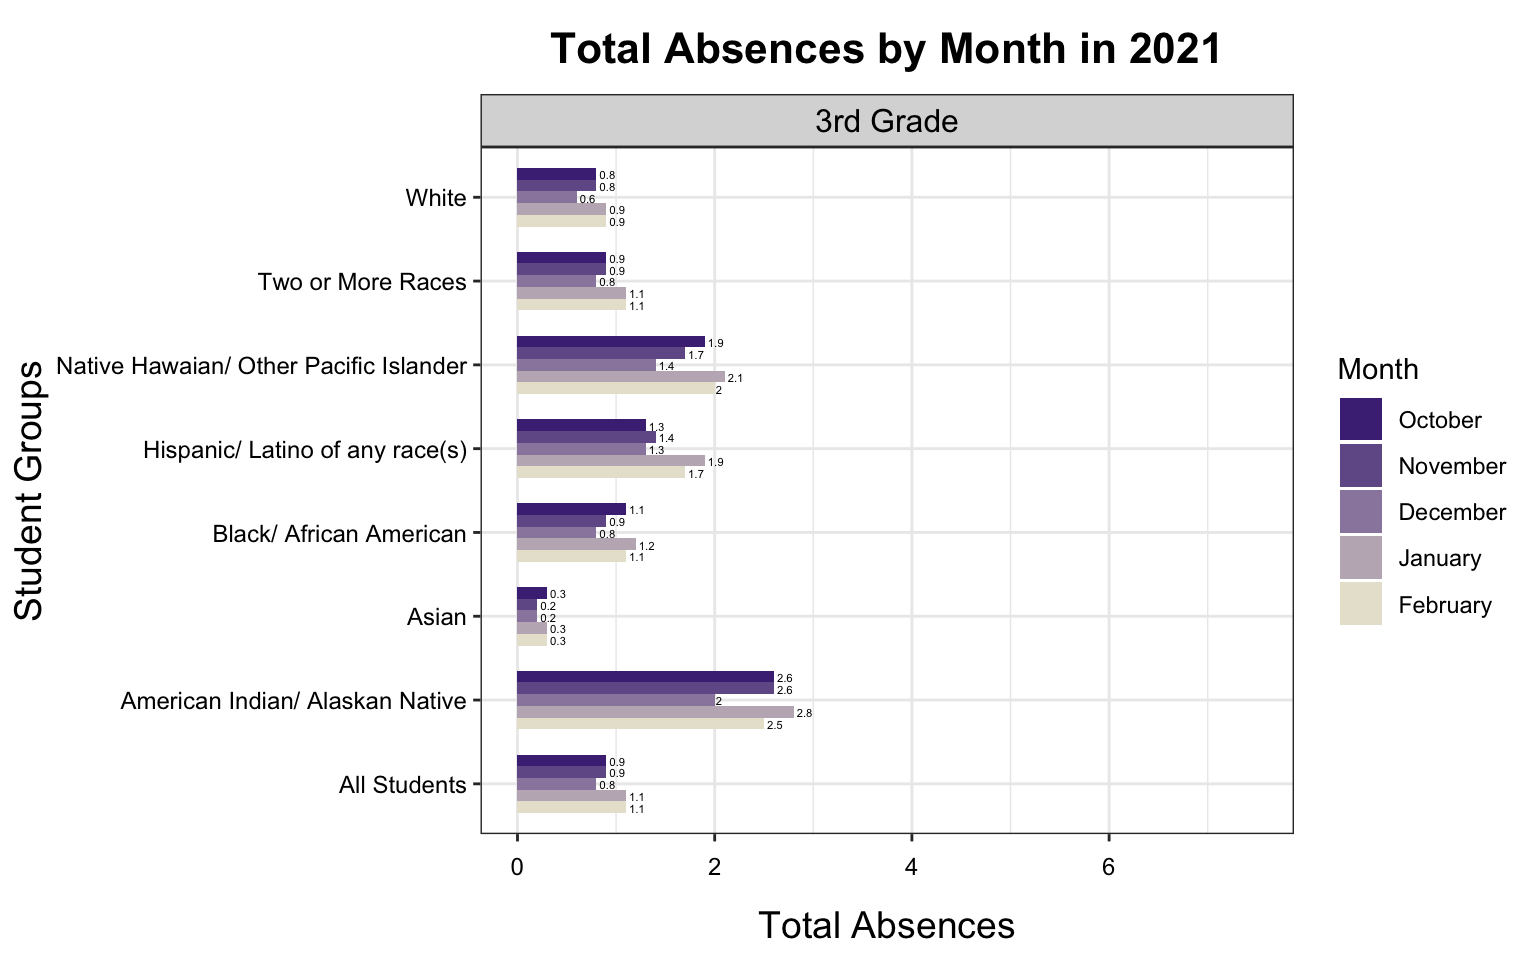 Total Absences by Month in 2021
3rd Grade
Student Groups
White
0.8
0.8
0.6
0.9
0.9
Two or More Races
0.9
0.9
0.8
1.1
1.1
Native Hawaian/ Other Pacific Islander
1.9
1.7
1.4
2.1
2
Hispanic/ Latino of any race(s)
1.3
1.4
1.3
1.9
1.7
Black/ African American
1.1
0.9
0.8
1.2
1.1
Asian
0.3
0.2
0.2
0.3
0.3
American Indian/ Alaskan Native
2.6
2.6
2
2.8
2.5
All Students
0.9
0.9
0.8
1.1
1.1
0 2 4 6
Total Absences
Month
October
November
December
January
February